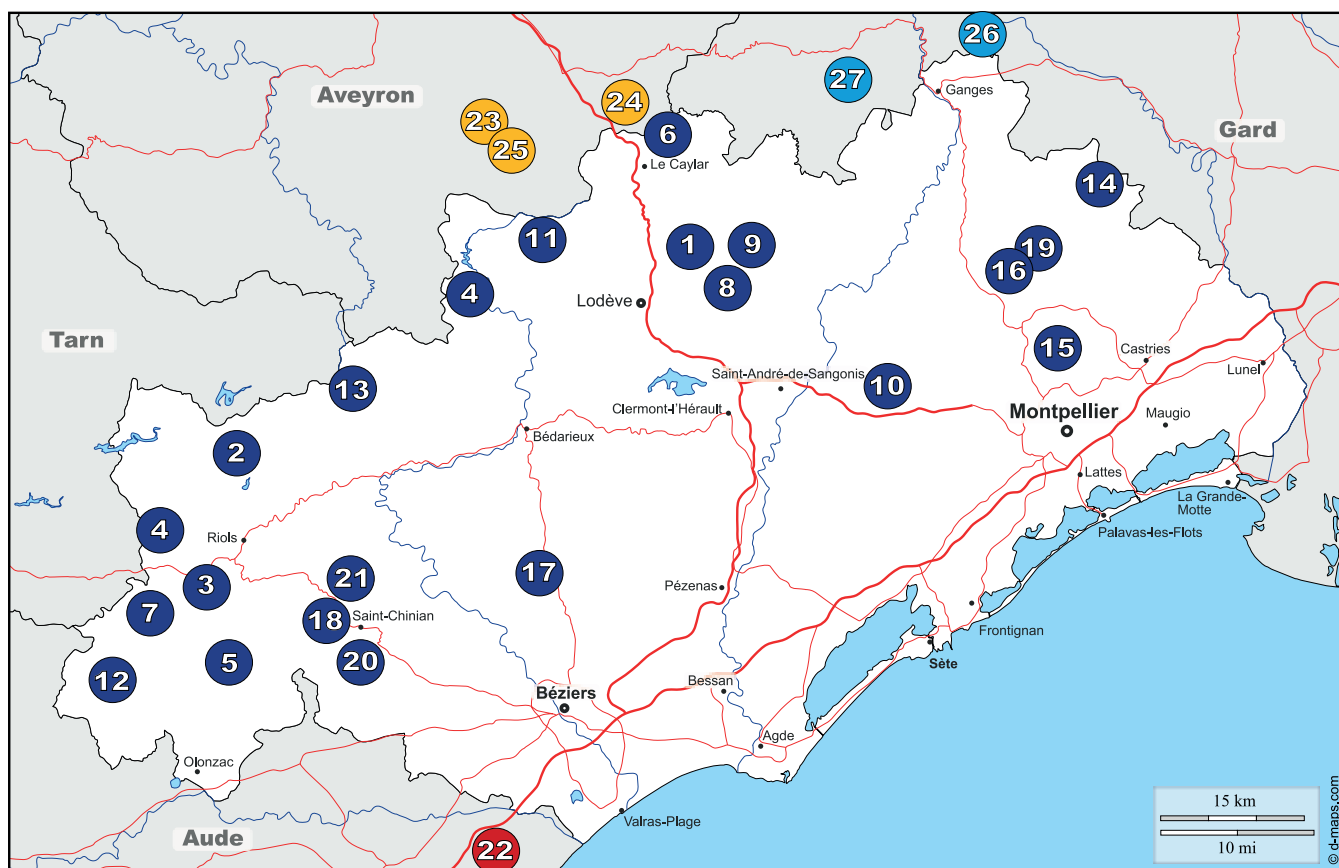 26
27
Ganges
Aveyron
24
23
6
Gard
25
Le Caylar
14
11
1
9
19
16
4
8
Lodève
Tarn
15
Castries
Saint-André-de-Sangonis
10
Lunel
13
Clermont-l'Hérault
Montpellier
Maugio
Bédarieux
2
Lattes
La Grande-
Motte
Palavas-les-Flots
4
Riols
21
17
3
Pézenas
7
18
Saint-Chinian
Frontignan
Sète
5
20
12
Bessan
Béziers
Agde
Olonzac
15 km
10 mi
Valras-Plage
Aude
22
© d-maps.com